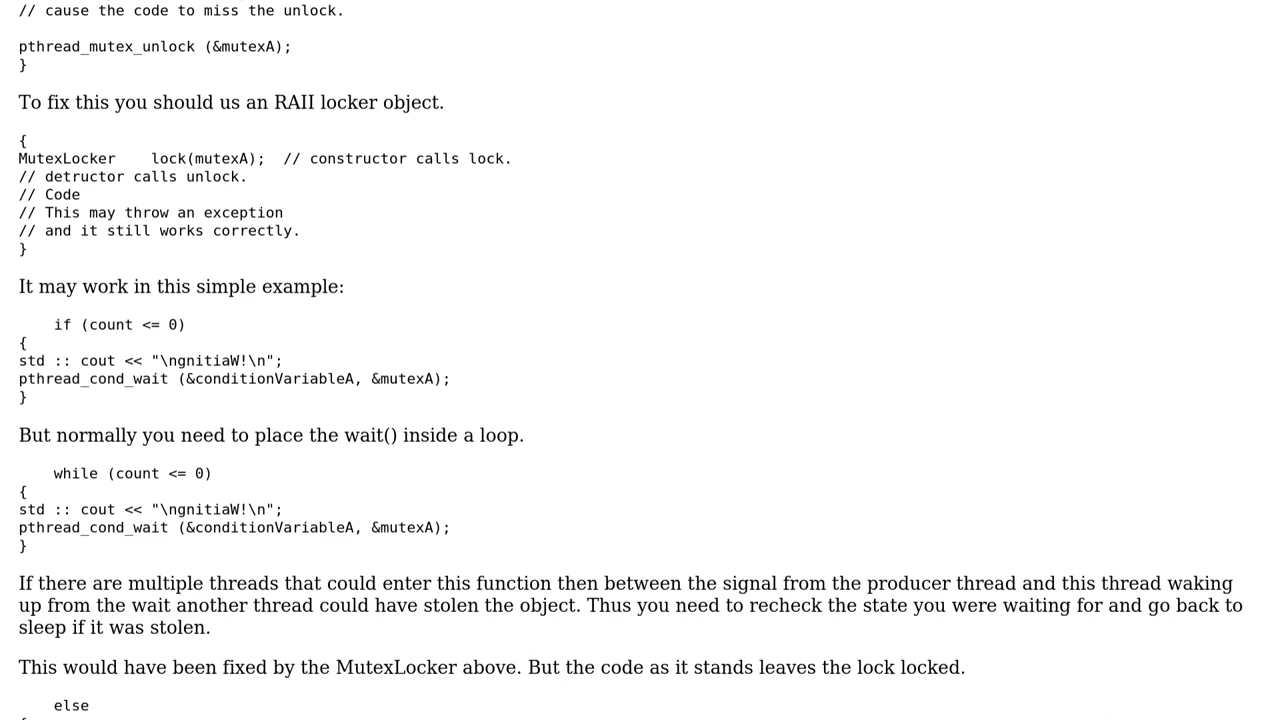 // cause the code to miss the unlock.
pthread_mutex_unlock (&mutexA);
}
To fix this you should us an RAII locker object.
{
MutexLocker    lock(mutexA);  // constructor calls lock.
// detructor calls unlock.
// Code
// This may throw an exception
// and it still works correctly.
}
It may work in this simple example:
    if (count <= 0)
{
std :: cout << "\ngnitiaW!\n";
pthread_cond_wait (&conditionVariableA, &mutexA);
}
But normally you need to place the wait() inside a loop.
    while (count <= 0)
{
std :: cout << "\ngnitiaW!\n";
pthread_cond_wait (&conditionVariableA, &mutexA);
}
If there are multiple threads that could enter this function then between the signal from the producer thread and this thread waking
up from the wait another thread could have stolen the object. Thus you need to recheck the state you were waiting for and go back to
sleep if it was stolen.
This would have been fixed by the MutexLocker above. But the code as it stands leaves the lock locked.
    else